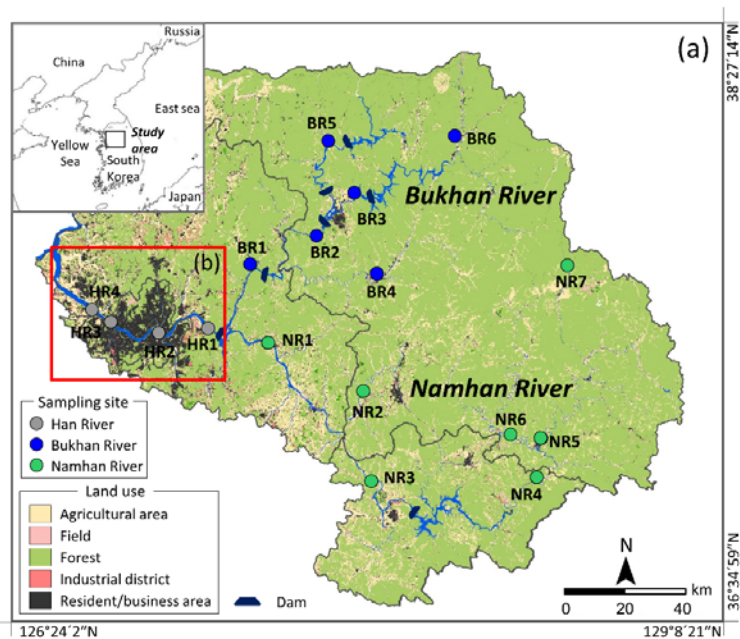 (a)
Russia
China
East sea
Study
area
Yellow
Sea
South
Korea
Japan
38°27′14″N
BR5
BR6
Bukhan River
BR3
BR1
BR2
BR4
(b)
NR7
HR4
HR3
HR2
HR1
NR1
Namhan River
NR2
NR6
NR5
NR3
NR4
Sampling site
Han River
Bukhan River
Namhan River
Land use
Agricultural area
Field
Forest
Industrial district
Resident/business area
Dam
N
km
0 20 40
36°34′59″N
126°24′2″N
129°8′21″N